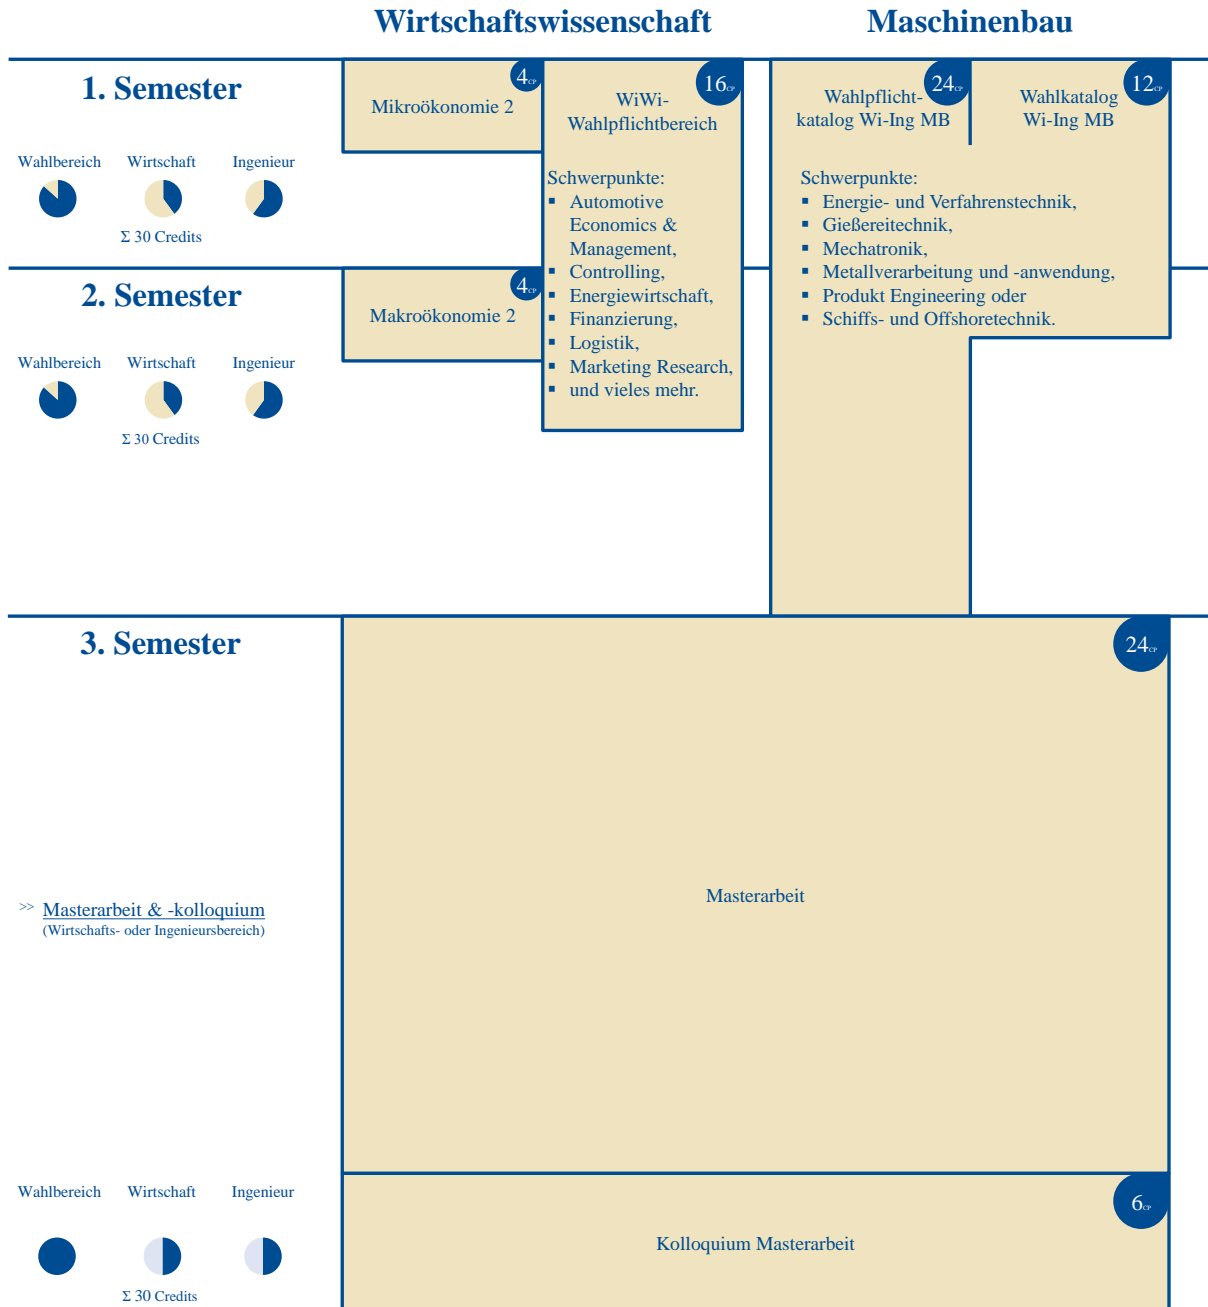 Wirtschaftswissenschaft
Maschinenbau
1. Semester
Wahlbereich
Wirtschaft
Ingenieur
Σ 30 Credits
Mikroökonomie 2
4CP
WiWi-
Wahlpflichtbereich
16CP
Schwerpunkte:
▪ Automotive
Economics &
Management,
▪ Controlling,
▪ Energiewirtschaft,
▪ Finanzierung,
▪ Logistik,
▪ Marketing Research,
▪ und vieles mehr.
Wahlpflicht-
katalog Wi-Ing MB
24CP
Wahlkatalog
Wi-Ing MB
12CP
Schwerpunkte:
▪ Energie- und Verfahrenstechnik,
▪ Gießereitechnik,
▪ Mechatronik,
▪ Metallverarbeitung und -anwendung,
▪ Produkt Engineering oder
▪ Schiffs- und Offshoretechnik.
2. Semester
Wahlbereich
Wirtschaft
Ingenieur
Σ 30 Credits
Makroökonomie 2
4CP
3. Semester
24CP
Masterarbeit
>> Masterarbeit & -kolloquium
(Wirtschafts- oder Ingenieursbereich)
Wahlbereich
Wirtschaft
Ingenieur
Σ 30 Credits
6CP
Kolloquium Masterarbeit